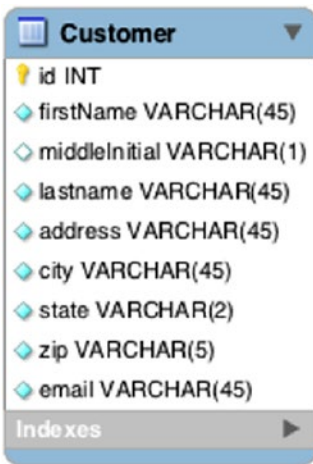 Customer
id INT
firstName VARCHAR(45)
middleInitial VARCHAR(1)
lastname VARCHAR(45)
address VARCHAR(45)
city VARCHAR(45)
state VARCHAR(2)
zip VARCHAR(5)
email VARCHAR(45)
Indexes